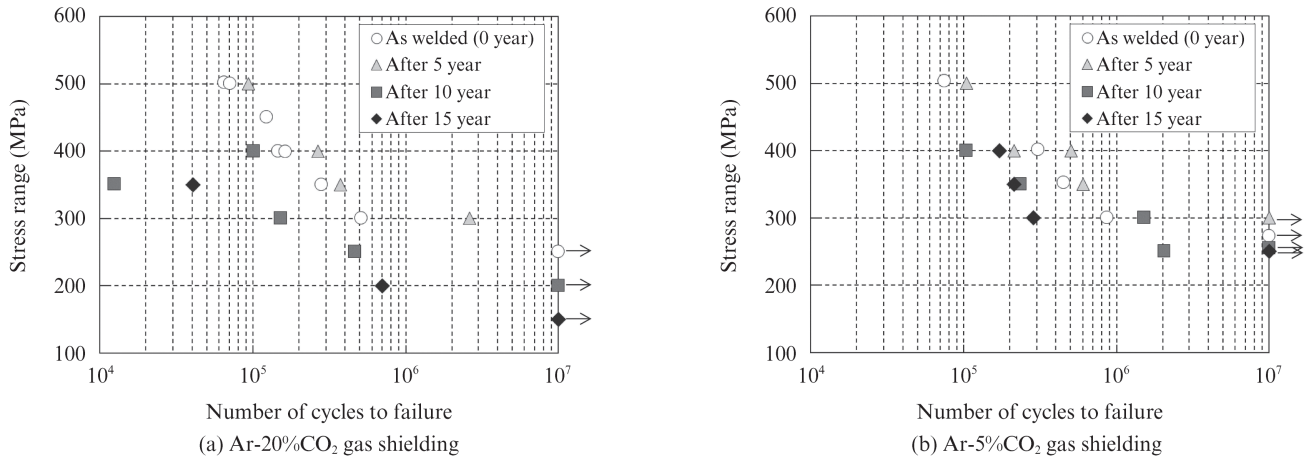 600
500
400
300
200
100
Stress range (MPa)
As welded (0 year)
After 5 year
After 10 year
After 15 year
10⁴
10⁵
10⁶
10⁷
Number of cycles to failure
(a) Ar-20%CO₂ gas shielding
600
500
400
300
200
100
Stress range (MPa)
As welded (0 year)
After 5 year
After 10 year
After 15 year
10⁴
10⁵
10⁶
10⁷
Number of cycles to failure
(b) Ar-5%CO₂ gas shielding